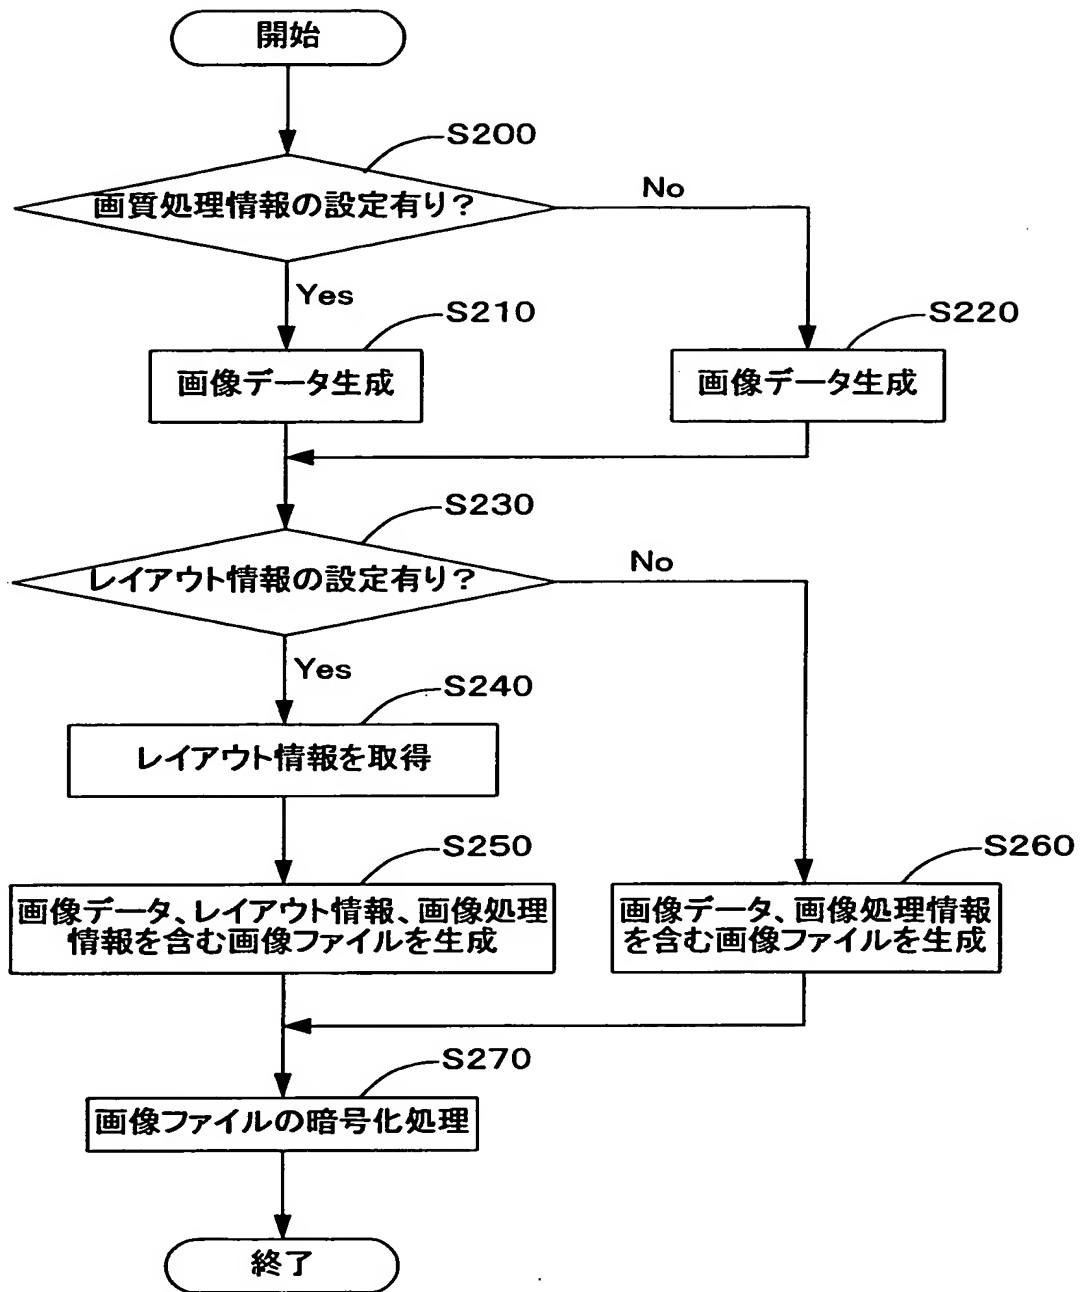 開始
S200
画質処理情報の設定有り?
No
Yes
S210
S220
画像データ生成
画像データ生成
S230
レイアウト情報の設定有り?
No
Yes
S240
レイアウト情報を取得
S250
S260
画像データ、レイアウト情報、画像処理
情報を含む画像ファイルを生成
画像データ、画像処理情報
を含む画像ファイルを生成
S270
画像ファイルの暗号化処理
終了